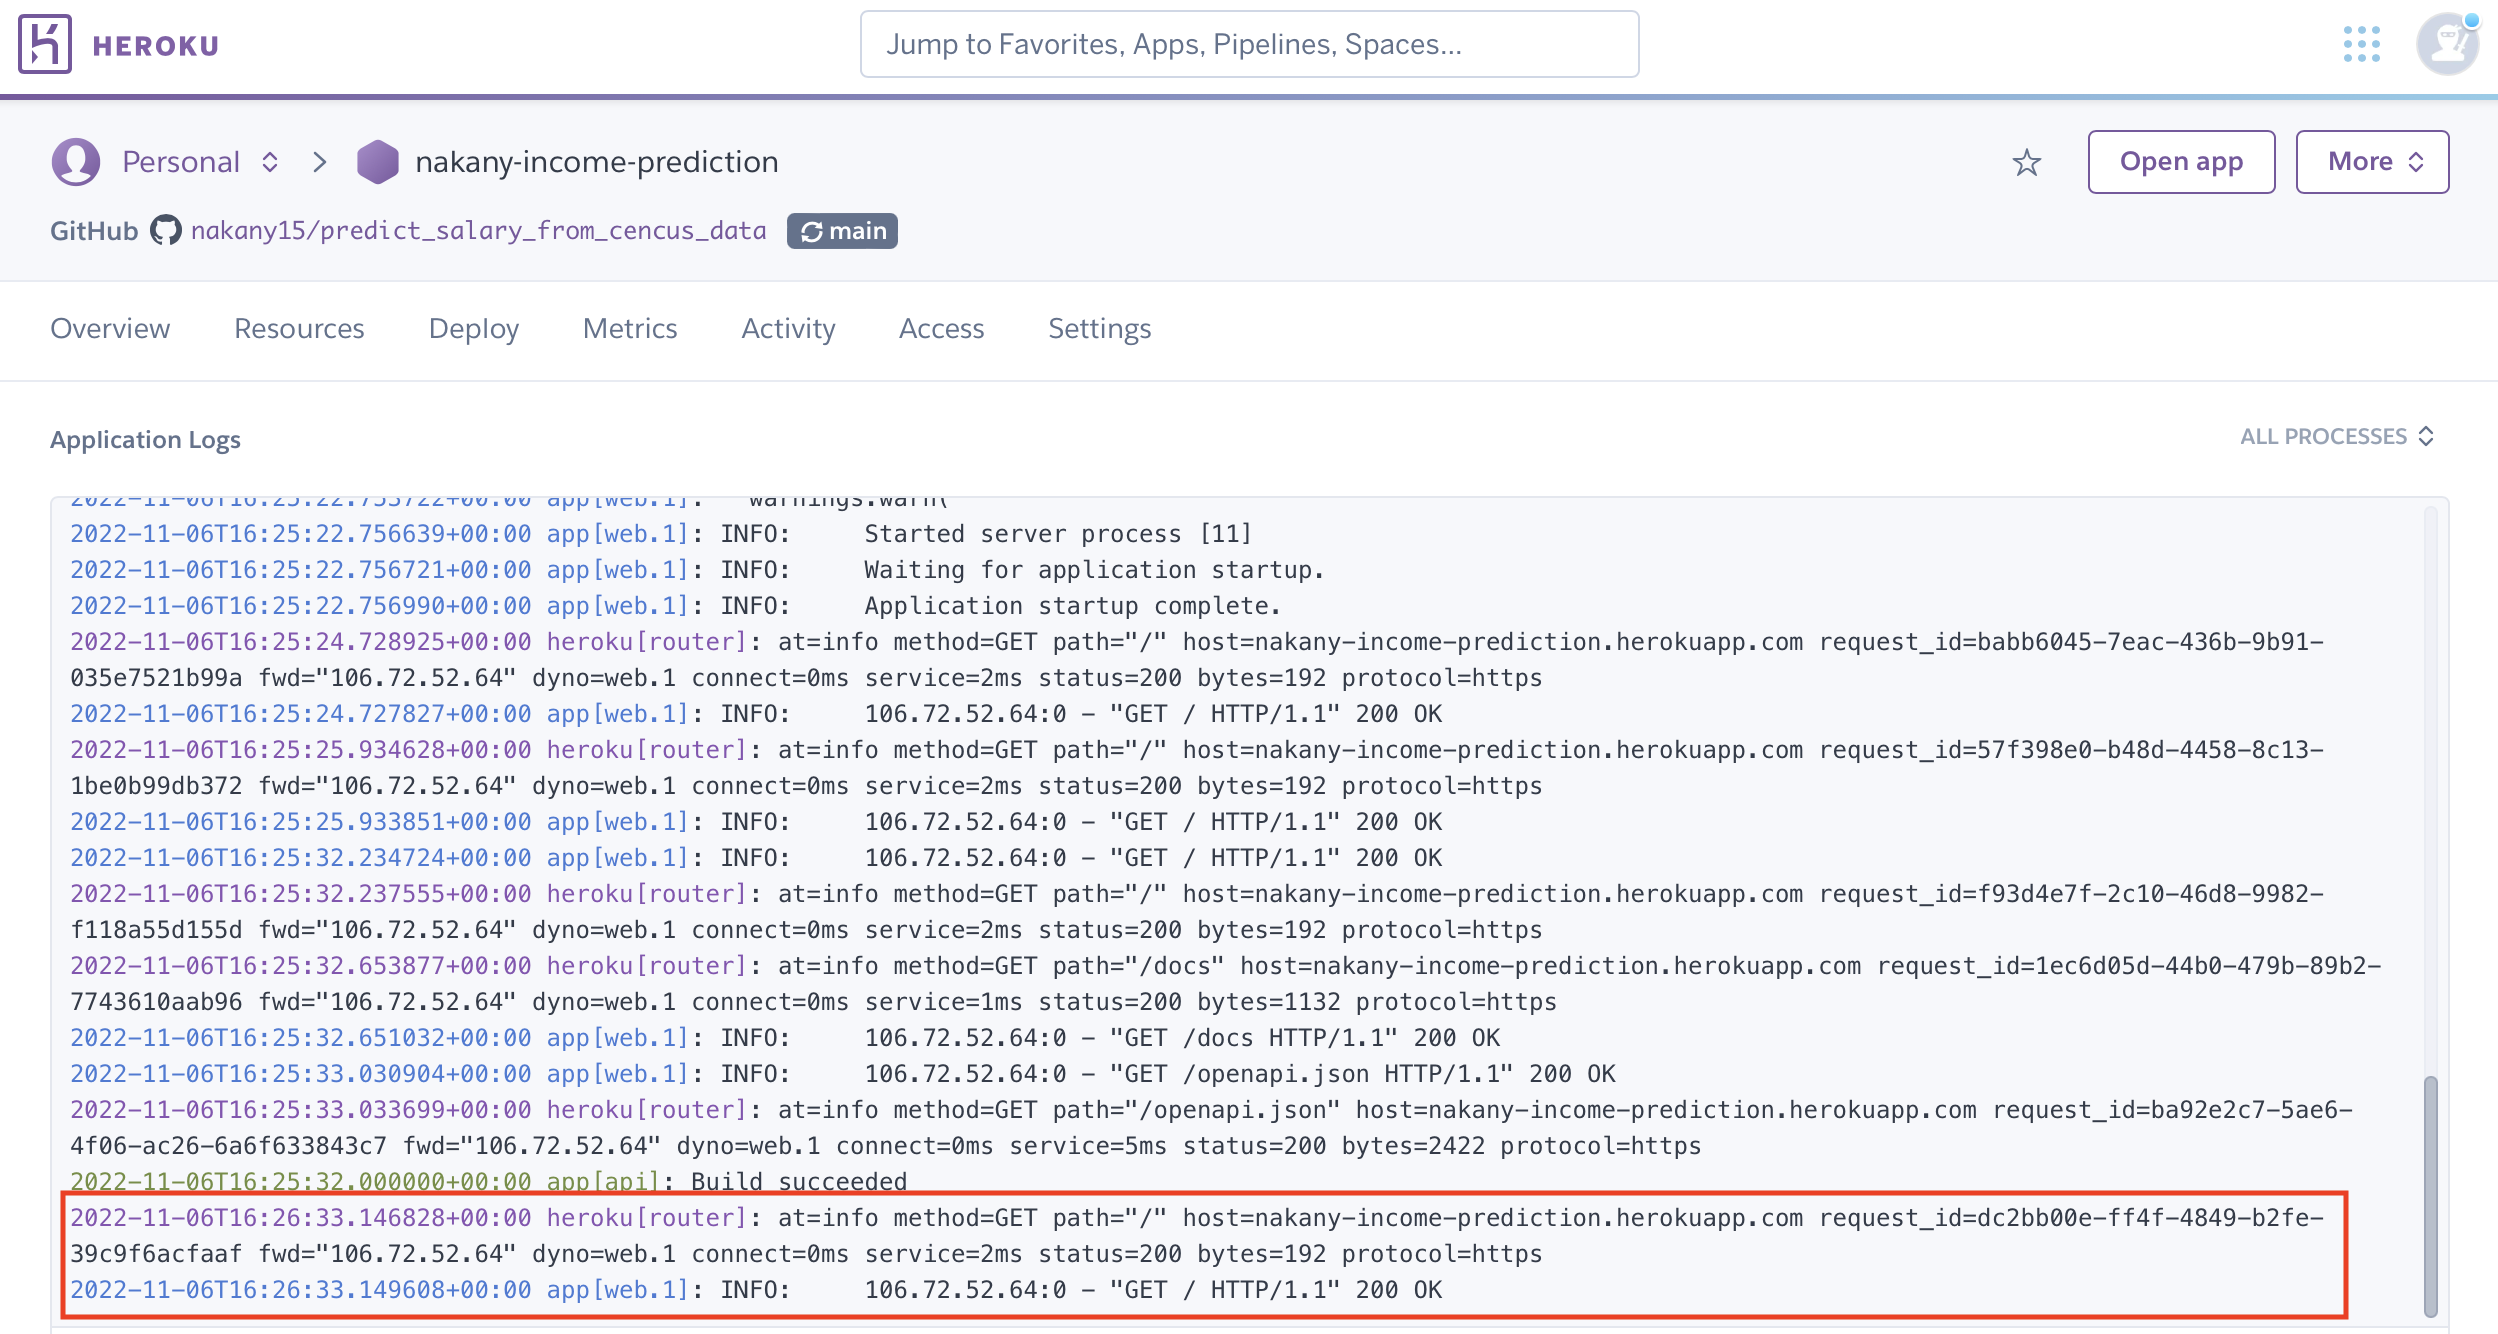 HEROKU
Jump to Favorites, Apps, Pipelines, Spaces...
Personal > nakany-income-prediction
Open app
More
GitHub nakany15/predict_salary_from_cencus_data main
Overview Resources Deploy Metrics Activity Access Settings
Application Logs
ALL PROCESSES
2022-11-06T16:25:22.753722+00:00 app[web.1]: warnings.warn(
2022-11-06T16:25:22.756639+00:00 app[web.1]: INFO:     Started server process [11]
2022-11-06T16:25:22.756721+00:00 app[web.1]: INFO:     Waiting for application startup.
2022-11-06T16:25:22.756990+00:00 app[web.1]: INFO:     Application startup complete.
2022-11-06T16:25:24.728925+00:00 heroku[router]: at=info method=GET path="/" host=nakany-income-prediction.herokuapp.com request_id=babb6045-7eac-436b-9b91-
035e7521b99a fwd="106.72.52.64" dyno=web.1 connect=0ms service=2ms status=200 bytes=192 protocol=https
2022-11-06T16:25:24.727827+00:00 app[web.1]: INFO:     106.72.52.64:0 - "GET / HTTP/1.1" 200 OK
2022-11-06T16:25:25.934628+00:00 heroku[router]: at=info method=GET path="/" host=nakany-income-prediction.herokuapp.com request_id=57f398e0-b48d-4458-8c13-
1be0b99db372 fwd="106.72.52.64" dyno=web.1 connect=0ms service=2ms status=200 bytes=192 protocol=https
2022-11-06T16:25:25.933851+00:00 app[web.1]: INFO:     106.72.52.64:0 - "GET / HTTP/1.1" 200 OK
2022-11-06T16:25:32.234724+00:00 app[web.1]: INFO:     106.72.52.64:0 - "GET / HTTP/1.1" 200 OK
2022-11-06T16:25:32.237555+00:00 heroku[router]: at=info method=GET path="/" host=nakany-income-prediction.herokuapp.com request_id=f93d4e7f-2c10-46d8-9982-
f118a55d155d fwd="106.72.52.64" dyno=web.1 connect=0ms service=2ms status=200 bytes=192 protocol=https
2022-11-06T16:25:32.653877+00:00 heroku[router]: at=info method=GET path="/docs" host=nakany-income-prediction.herokuapp.com request_id=1ec6d05d-44b0-479b-89b2-
7743610aab96 fwd="106.72.52.64" dyno=web.1 connect=0ms service=1ms status=200 bytes=1132 protocol=https
2022-11-06T16:25:32.651032+00:00 app[web.1]: INFO:     106.72.52.64:0 - "GET /docs HTTP/1.1" 200 OK
2022-11-06T16:25:33.030904+00:00 app[web.1]: INFO:     106.72.52.64:0 - "GET /openapi.json HTTP/1.1" 200 OK
2022-11-06T16:25:33.033699+00:00 heroku[router]: at=info method=GET path="/openapi.json" host=nakany-income-prediction.herokuapp.com request_id=ba92e2c7-5ae6-
4f06-ac26-6a6f633843c7 fwd="106.72.52.64" dyno=web.1 connect=0ms service=5ms status=200 bytes=2422 protocol=https
2022-11-06T16:25:32.000000+00:00 app[api]: Build succeeded
2022-11-06T16:26:33.146828+00:00 heroku[router]: at=info method=GET path="/" host=nakany-income-prediction.herokuapp.com request_id=dc2bb00e-ff4f-4849-b2fe-
39c9f6acfaaf fwd="106.72.52.64" dyno=web.1 connect=0ms service=2ms status=200 bytes=192 protocol=https
2022-11-06T16:26:33.149608+00:00 app[web.1]: INFO:     106.72.52.64:0 - "GET / HTTP/1.1" 200 OK